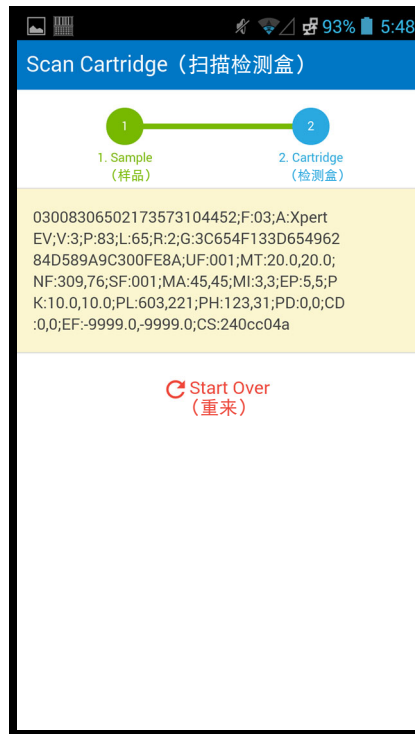 93% 5:48
Scan Cartridge（扫描检测盒）
1 2
1. Sample 2. Cartridge
（样品） （检测盒）
03008306502173573104452;F:03;A:Xpert
EV;V:3;P:83;L:65;R:2;G:3C654F133D654962
84D589A9C300FE8A;UF:001;MT:20.0,20.0;
NF:309,76;SF:001;MA:45,45;MI:3,3;EP:5,5;P
K:10.0,10.0;PL:603,221;PH:123,31;PD:0,0;CD
:0,0;EF:-9999.0,-9999.0;CS:240cc04a
Start Over
（重来）